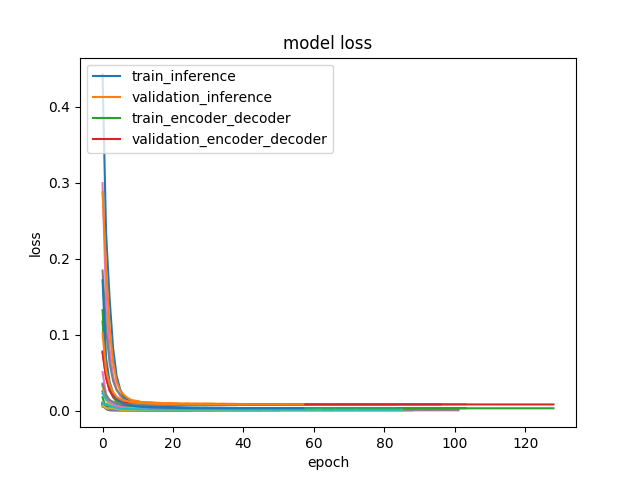 model loss
train_inference
validation_inference
train_encoder_decoder
validation_encoder_decoder
0.4
0.3
0.2
0.1
0.0
loss
0 20 40 60 80 100 120
epoch